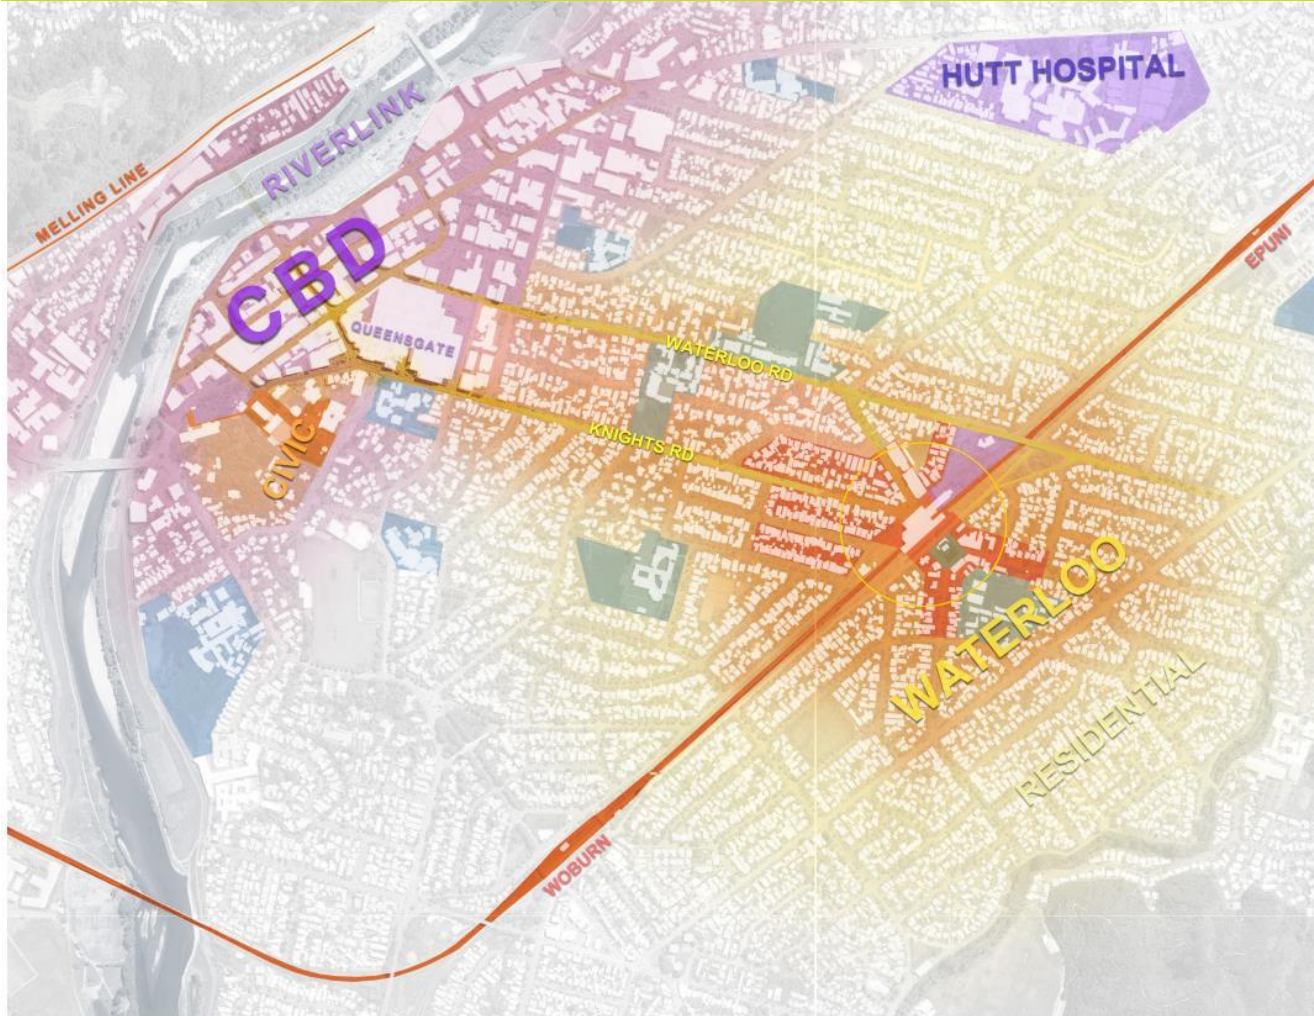 HUTT HOSPITAL
RIVERLINK
MELLING LINE
CBD
EPUNI
QUEENSGATE
WATERLOO RD
KNIGHTS RD
CIVIC
WATERLOO
RESIDENTIAL
WOBURN